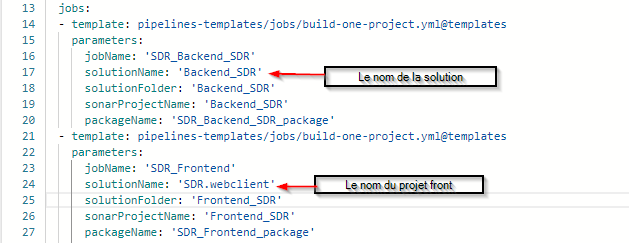 13 jobs:
14 - template: pipelines-templates/jobs/build-one-project.yml@templates
15 parameters:
16 jobName: 'SDR_Backend_SDR'
17 solutionName: 'Backend_SDR' Le nom de la solution
18 solutionFolder: 'Backend_SDR'
19 sonarProjectName: 'Backend_SDR'
20 packageName: 'SDR_Backend_SDR_package'
21 - template: pipelines-templates/jobs/build-one-project.yml@templates
22 parameters:
23 jobName: 'SDR_Frontend'
24 solutionName: 'SDR.webclient' Le nom du projet front
25 solutionFolder: 'Frontend_SDR'
26 sonarProjectName: 'Frontend_SDR'
27 packageName: 'SDR_Frontend_package'